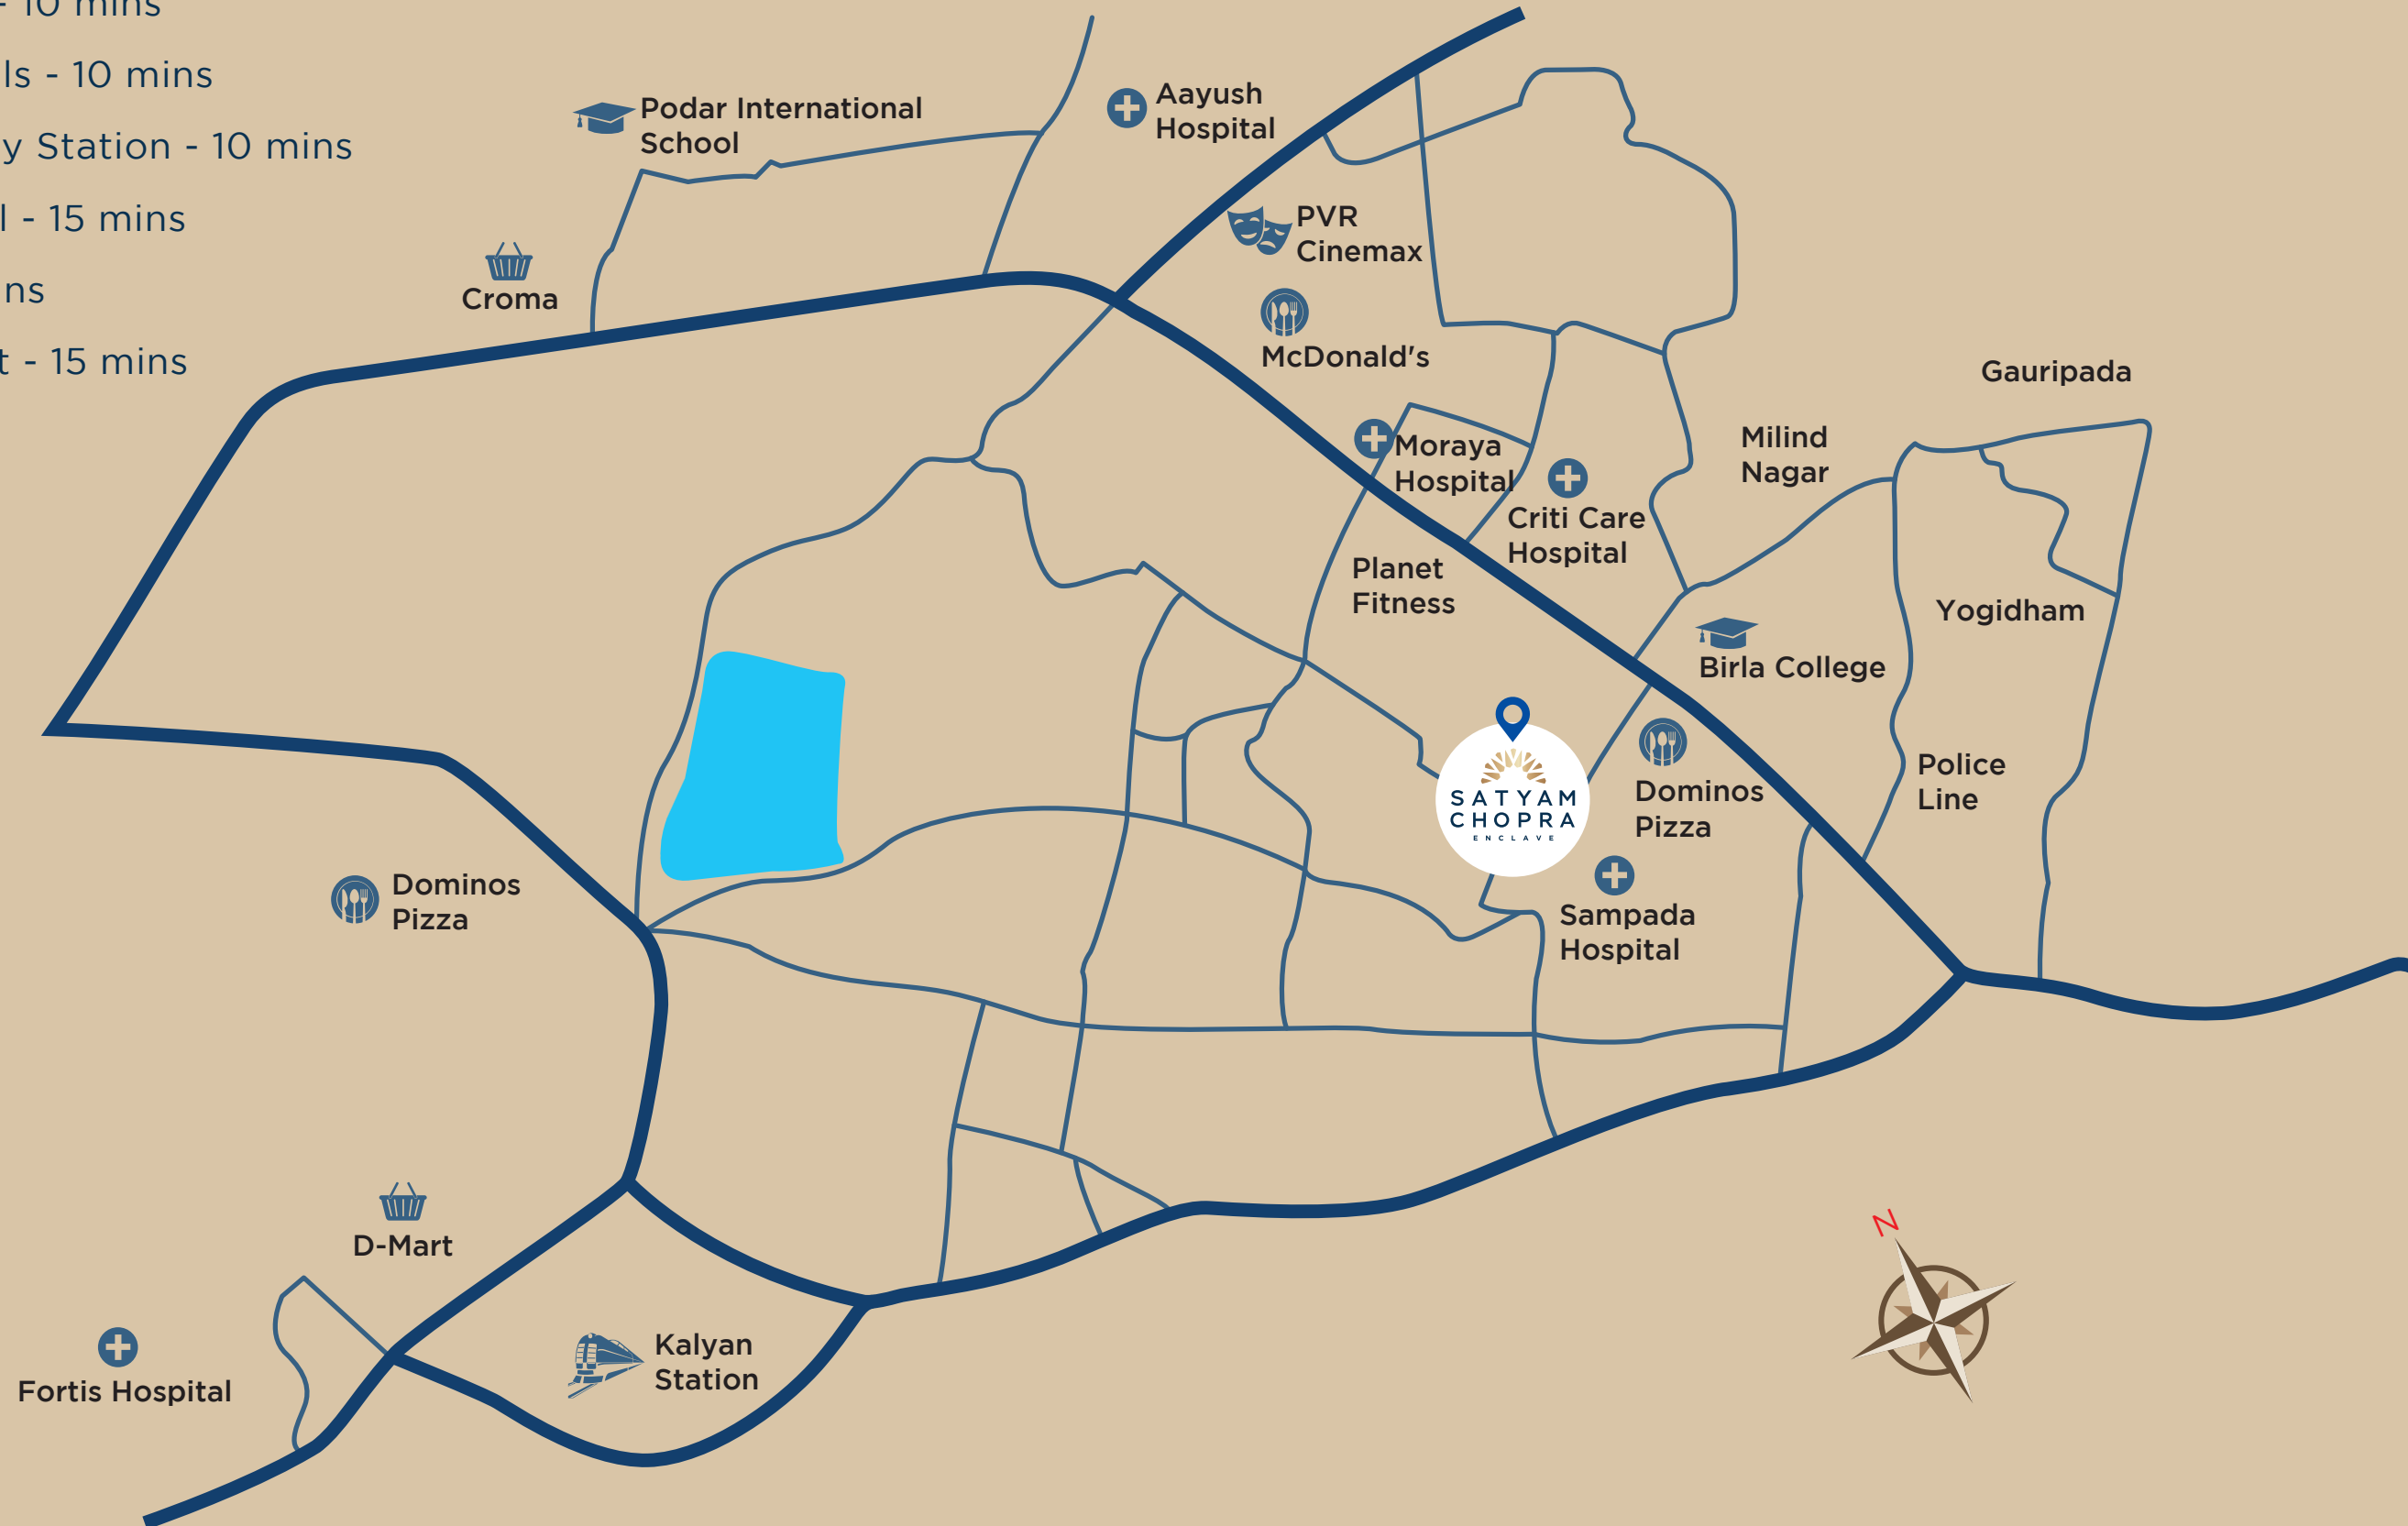 - 10 mins
ls - 10 mins
y Station - 10 mins
l - 15 mins
ns
t - 15 mins
Podar International
School
Aayush
Hospital
PVR
Cinemax
Croma
McDonald's
Gauripada
Moraya
Hospital
Milind
Nagar
Criti Care
Hospital
Planet
Fitness
Yogidham
Birla College
SATYAM
CHOPRA
ENCLAVE
Dominos
Pizza
Police
Line
Dominos
Pizza
Sampada
Hospital
D-Mart
N
Kalyan
Station
Fortis Hospital